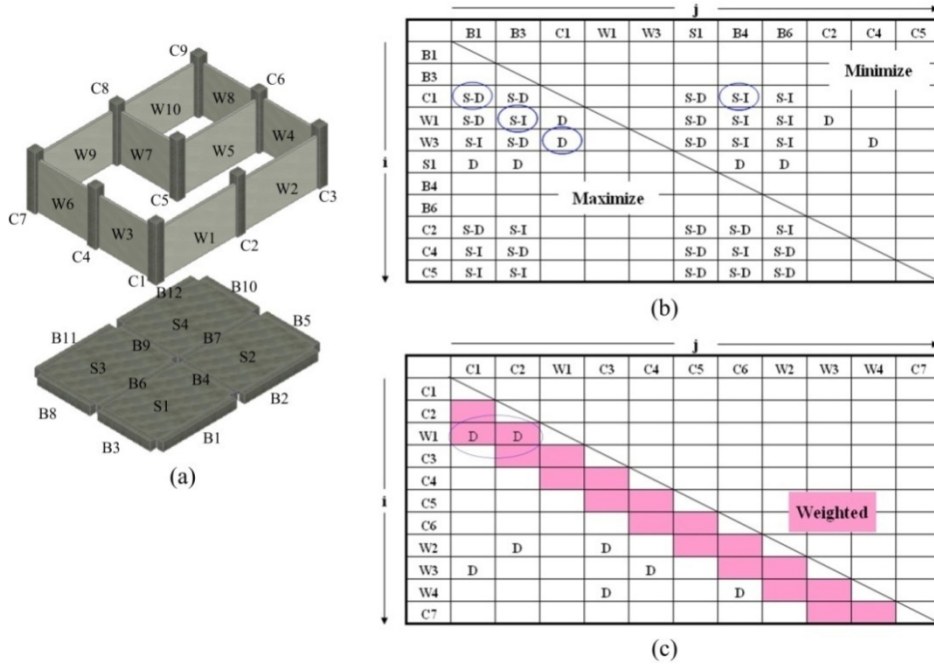 C9
C6
C8
W10
W8
W4
W9
W7
W5
W2
C7
W6
C5
C3
C4
W3
W1
C2
C1
B12
B10
B11
S4
B5
B9
B7
S3
S2
B6
B4
B8
S1
B2
B3
B1
(a)
j
B1 B3 C1 W1 W3 S1 B4 B6 C2 C4 C5
B1
B3 Minimize
C1 S-D S-D S-D S-I S-I
W1 S-D S-I D S-D S-I S-I D
i W3 S-I S-D D S-D S-I S-I D
S1 D D D D
B4
B6 Maximize
C2 S-D S-I S-D S-D S-I
C4 S-I S-D S-D S-I S-D
C5 S-I S-I S-D S-D S-D
(b)
j
C1 C2 W1 C3 C4 C5 C6 W2 W3 W4 C7
C1
C2
W1 D D
C3
C4
i C5 Weighted
C6
W2 D D
W3 D D
W4 D D
C7
(c)